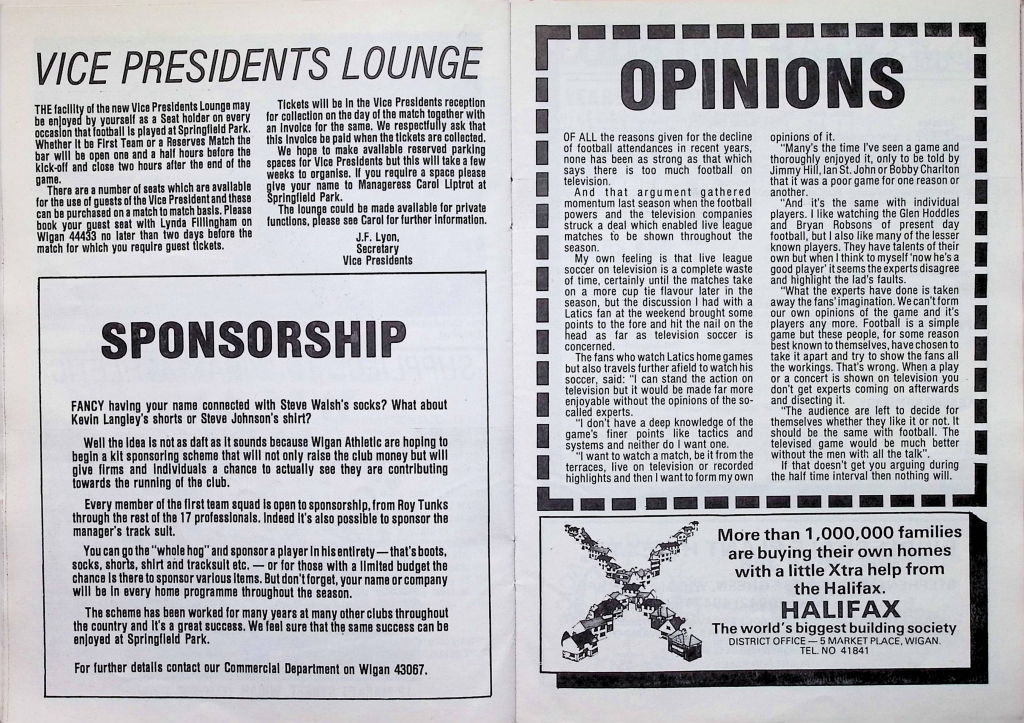 VICE PRESIDENTS LOUNGE
THE facility of the new Vice Presidents Lounge may
be enjoyed by yourself as a Seat holder on every
occasion that football is played at Springfield Park.
Whether it be First Team or a Reserves Match the
bar will be open one and a half hours before the
kick-off and close two hours after the end of the
game.
There are a number of seats which are available
for the use of guests of the Vice President and these
can be purchased on a match to match basis. Please
book your guest seat with Lynda Fillingham on
Wigan 44433 no later than two days before the
match for which you require guest tickets.
Tickets will be in the Vice Presidents reception
for collection on the day of the match together with
an invoice for the same. We respectfully ask that
this invoice be paid when the tickets are collected.
We hope to make available reserved parking
spaces for Vice Presidents but this will take a few
weeks to organise. If you require a space please
give your name to Manageress Carol Liptrot at
Springfield Park.
The lounge could be made available for private
functions, please see Carol for further information.
J.F. Lyon,
Secretary
Vice Presidents
SPONSORSHIP
FANCY having your name connected with Steve Walsh's socks? What about
Kevin Langley's shorts or Steve Johnson's shirt?
Well the idea is not as daft as it sounds because Wigan Athletic are hoping to
begin a kit sponsoring scheme that will not only raise the club money but will
give firms and individuals a chance to actually see they are contributing
towards the running of the club.
Every member of the first team squad is open to sponsorship, from Roy Tunks
through the rest of the 17 professionals. Indeed it's also possible to sponsor the
manager's track suit.
You can go the "whole hog" and sponsor a player in his entirety — that's boots,
socks, shorts, shirt and tracksuit etc. — or for those with a limited budget the
chance is there to sponsor various items. But don't forget, your name or company
will be in every home programme throughout the season.
The scheme has been worked for many years at many other clubs throughout
the country and it's a great success. We feel sure that the same success can be
enjoyed at Springfield Park.
For further details contact our Commercial Department on Wigan 43067.
OPINIONS
OF ALL the reasons given for the decline
of football attendances in recent years,
none has been as strong as that which
says there is too much football on
television.
And that argument gathered
momentum last season when the football
powers and the television companies
struck a deal which enabled live league
matches to be shown throughout the
season.
My own feeling is that live league
soccer on television is a complete waste
of time, certainly until the matches take
on a more cup tie flavour later in the
season, but the discussion I had with a
Latics fan at the weekend brought some
points to the fore and hit the nail on the
head as far as television soccer is
concerned.
The fans who watch Latics home games
but also travels further afield to watch his
soccer, said: "I can stand the action on
television but it would be made far more
enjoyable without the opinions of the so-
called experts.
"I don't have a deep knowledge of the
game's finer points like tactics and
systems and neither do I want one.
"I want to watch a match, be it from the
terraces, live on television or recorded
highlights and then I want to form my own
opinions of it.
"Many's the time I've seen a game and
thoroughly enjoyed it, only to be told by
Jimmy Hill, Ian St. John or Bobby Charlton
that it was a poor game for one reason or
another.
"And it's the same with individual
players. I like watching the Glen Hoddles
and Bryan Robsons of present day
football, but I also like many of the lesser
known players. They have talents of their
own but when I think to myself 'now he's a
good player' it seems the experts disagree
and highlight the lad's faults.
"What the experts have done is taken
away the fans' imagination. We can't form
our own opinions of the game and it's
players any more. Football is a simple
game but these people, for some reason
best known to themselves, have chosen to
take it apart and try to show the fans all
the workings. That's wrong. When a play
or a concert is shown on television you
don't get experts coming on afterwards
and disecting it.
"The audience are left to decide for
themselves whether they like it or not. It
should be the same with football. The
televised game would be much better
without the men with all the talk".
If that doesn't get you arguing during
the half time interval then nothing will.
More than 1,000,000 families
are buying their own homes
with a little Xtra help from
the Halifax.
HALIFAX
The world's biggest building society
DISTRICT OFFICE — 5 MARKET PLACE, WIGAN.
TEL. NO 41841